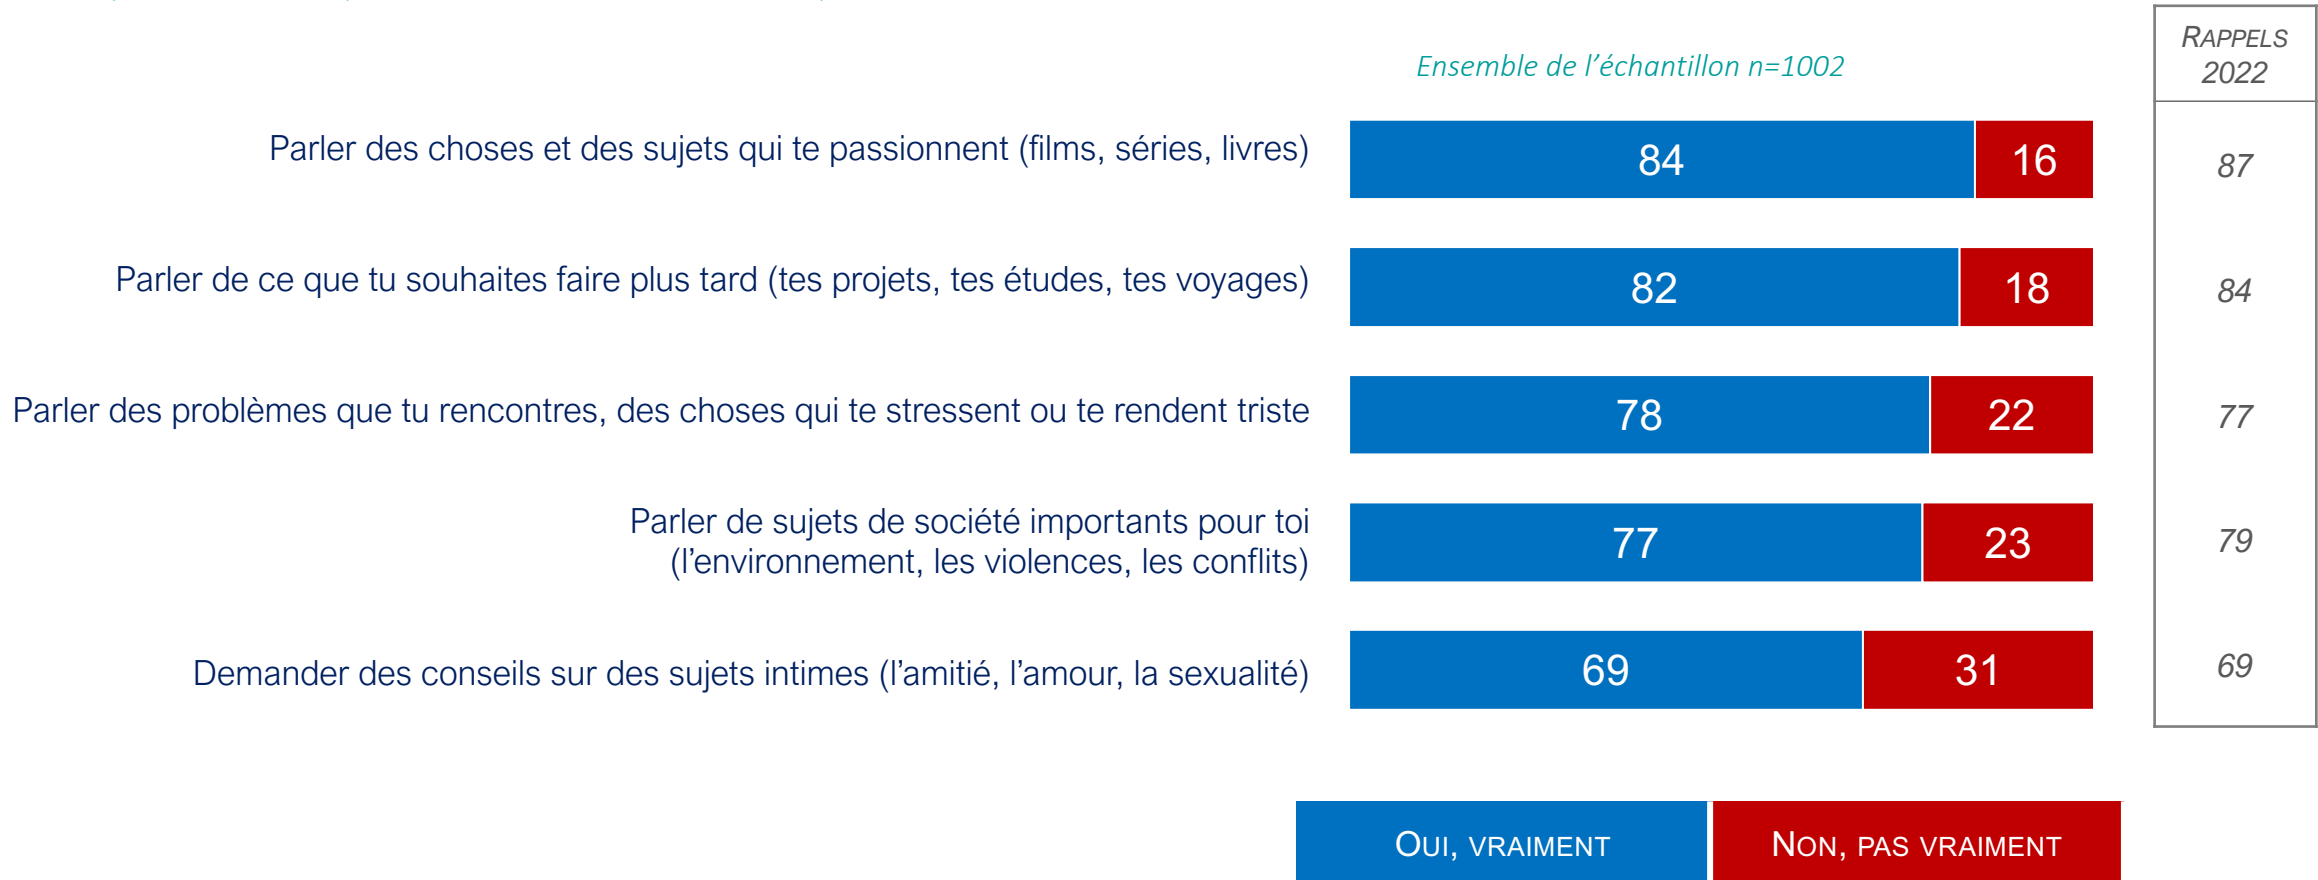 RAPPELS
2022
Ensemble de l’échantillon n=1002
Parler des choses et des sujets qui te passionnent (films, séries, livres)
84
16
87
Parler de ce que tu souhaites faire plus tard (tes projets, tes études, tes voyages)
82
18
84
Parler des problèmes que tu rencontres, des choses qui te stressent ou te rendent triste
78
22
77
Parler de sujets de société importants pour toi
(l’environnement, les violences, les conflits)
77
23
79
Demander des conseils sur des sujets intimes (l’amitié, l’amour, la sexualité)
69
31
69
OUI, VRAIMENT
NON, PAS VRAIMENT